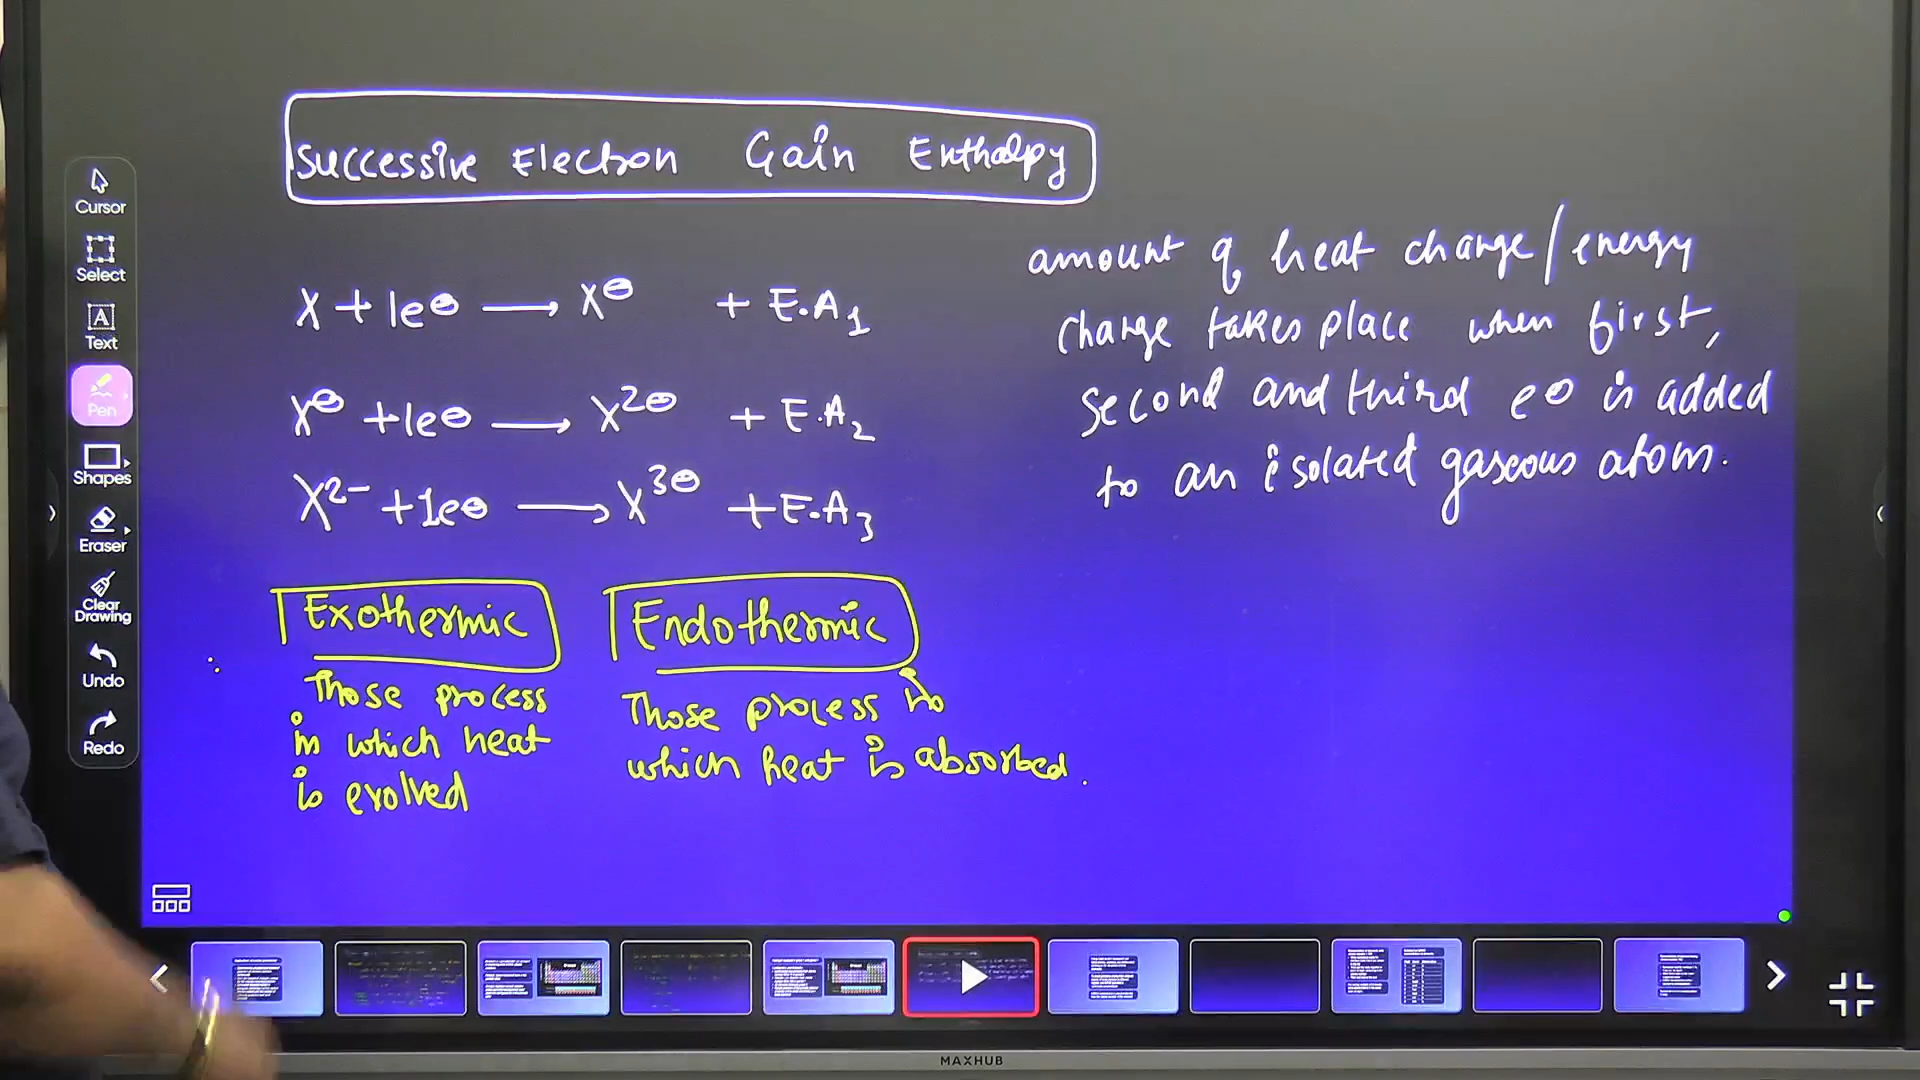 Successive Electron Gain Enthalpy
X + 1e⊖ ⟶ X⊖ + E.A₁
X⊖ + 1e⊖ ⟶ X²⊖ + E.A₂
X²⁻ + 1e⊖ ⟶ X³⊖ + E.A₃
amount of heat change/energy
change takes place when first,
second and third e⊖ is added
to an isolated gaseous atom.
Exothermic
Those process
in which heat
is evolved
Endothermic
Those process in
which heat is absorbed.
Cursor
Select
Text
Pen
Shapes
Eraser
Clear
Drawing
Undo
Redo
MAXHUB